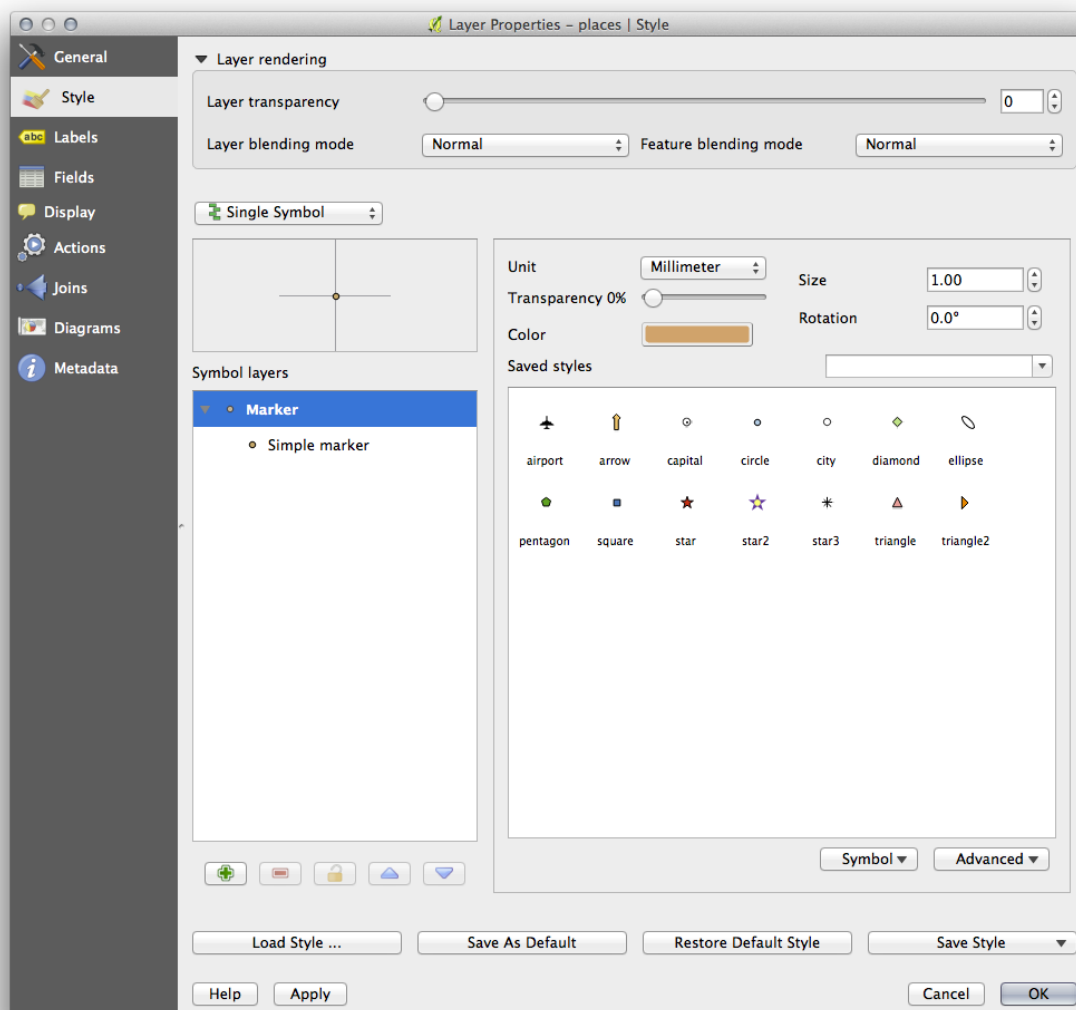 Layer Properties – places | Style
General
Style
abc Labels
Fields
Display
Actions
Joins
i Metadata
Diagrams
Layer rendering
Layer transparency 0
Layer blending mode Normal Feature blending mode Normal
Single Symbol
Unit Millimeter Size 1.00
Transparency 0%
Rotation 0.0°
Color
Saved styles
Symbol layers
Marker
Simple marker
airport arrow capital circle city diamond ellipse
pentagon square star star2 star3 triangle triangle2
Symbol Advanced
Load Style ... Save As Default Restore Default Style Save Style
Help Apply Cancel OK